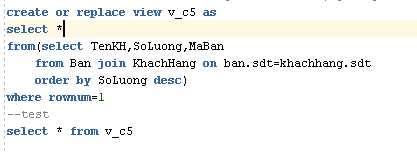 create or replace view v_c5 as
select *
from(select TenKH,SoLuong,MaBan
from Ban join KhachHang on ban.sdt=khachhang.sdt
order by SoLuong desc)
where rownum=1
--test
select * from v_c5